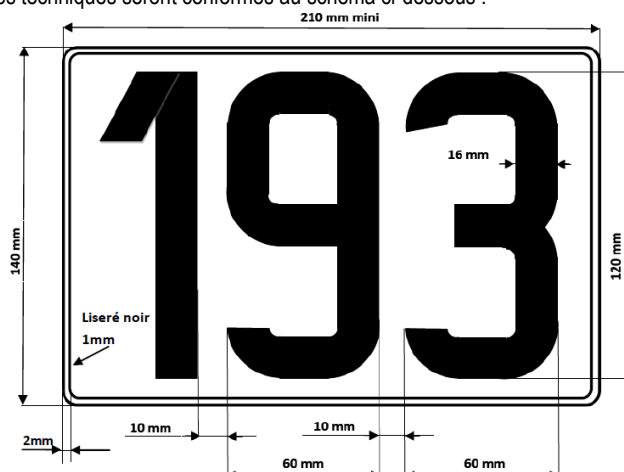 s techniques seront conformes au schéma ci-dessous :
210 mm mini
193
16 mm
140 mm
120 mm
Liseré noir
1mm
10 mm
10 mm
2mm
60 mm
60 mm